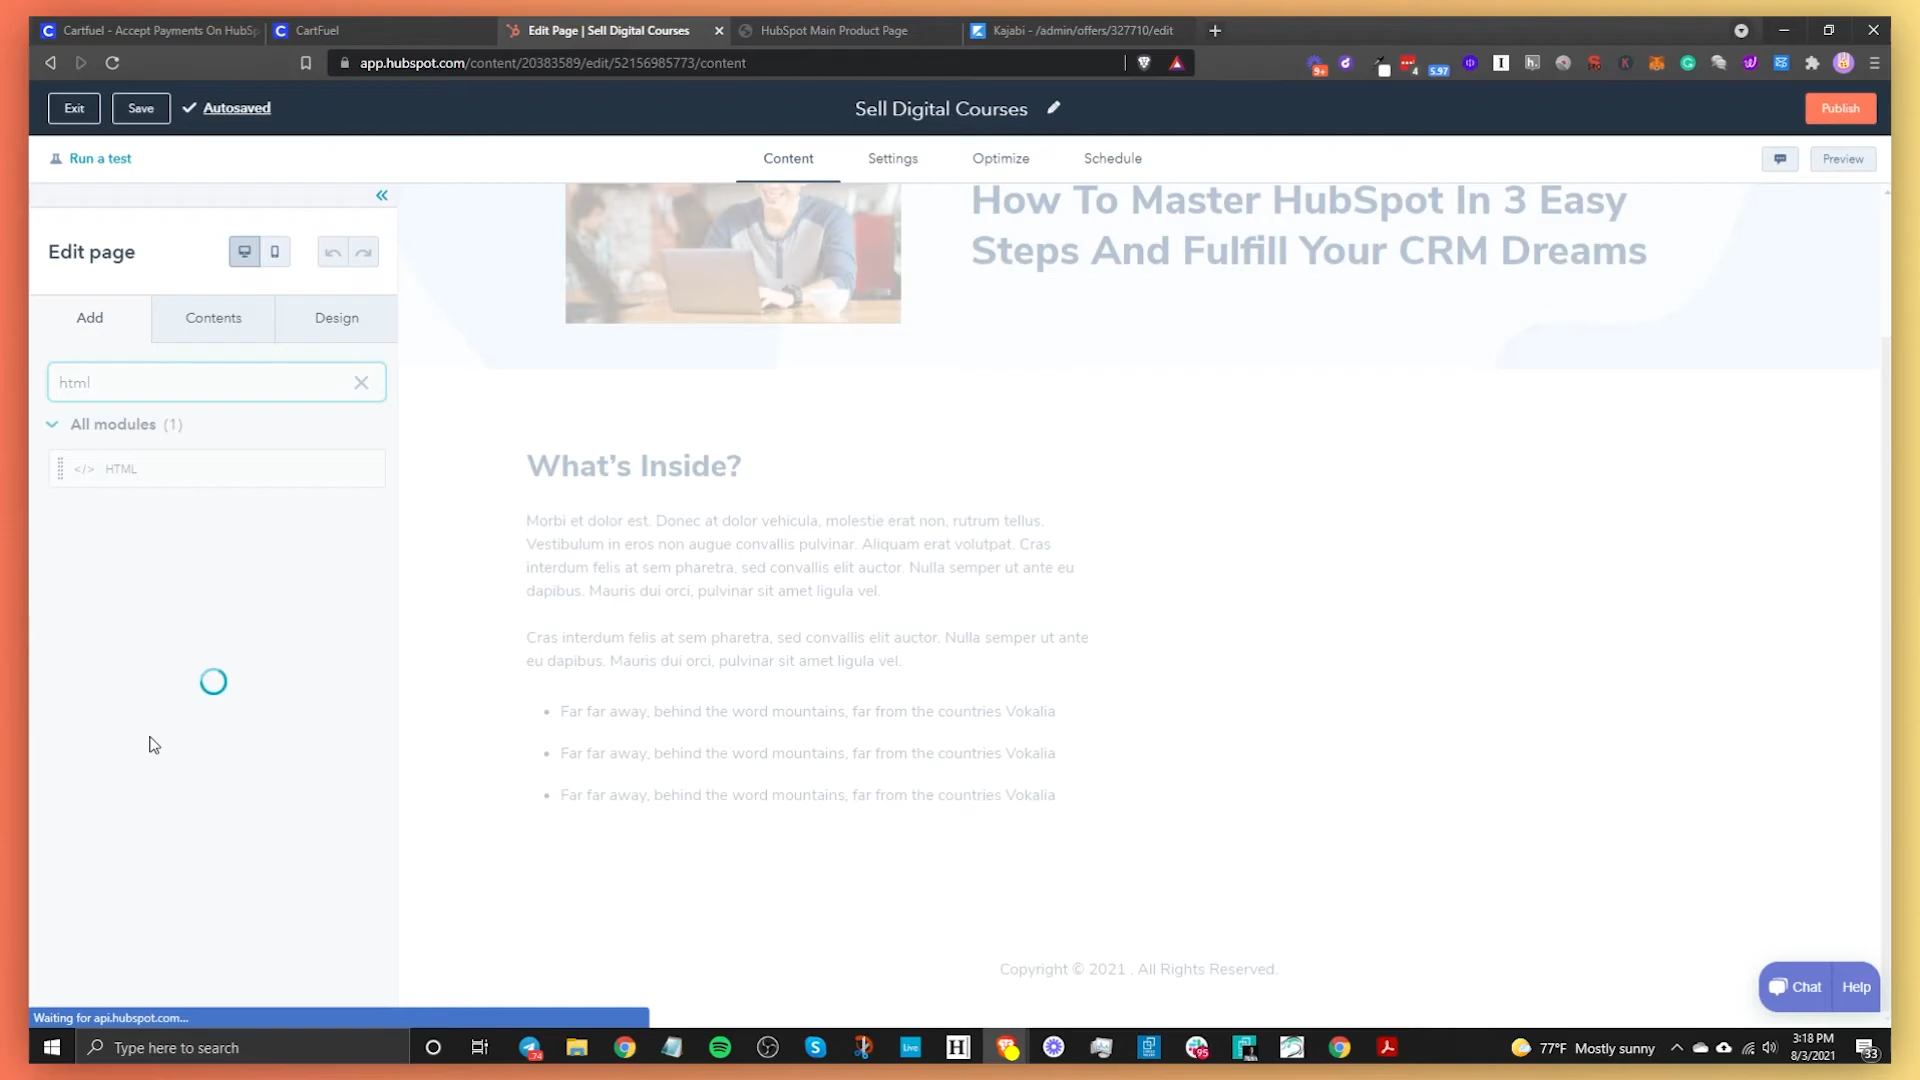 Cartfuel - Accept Payments On HubSp
CartFuel
Edit Page | Sell Digital Courses
HubSpot Main Product Page
Kajabi - /admin/offers/327710/edit
app.hubspot.com/content/20383589/edit/52156985773/content
Exit
Save
Autosaved
Sell Digital Courses
Publish
Run a test
Content
Settings
Optimize
Schedule
Preview
Edit page
Add
Contents
Design
html
All modules (1)
</> HTML
How To Master HubSpot In 3 Easy
Steps And Fulfill Your CRM Dreams
What's Inside?
Morbi et dolor est. Donec at dolor vehicula, molestie erat non, rutrum tellus.
Vestibulum in eros non augue convallis pulvinar. Aliquam erat volutpat. Cras
interdum felis at sem pharetra, sed convallis elit auctor. Nulla semper ut ante eu
dapibus. Mauris dui orci, pulvinar sit amet ligula vel.
Cras interdum felis at sem pharetra, sed convallis elit auctor. Nulla semper ut ante
eu dapibus. Mauris dui orci, pulvinar sit amet ligula vel.
• Far far away, behind the word mountains, far from the countries Vokalia
• Far far away, behind the word mountains, far from the countries Vokalia
• Far far away, behind the word mountains, far from the countries Vokalia
Copyright © 2021 . All Rights Reserved.
Chat
Help
Waiting for api.hubspot.com...
Type here to search
77°F Mostly sunny
3:18 PM
8/3/2021
33